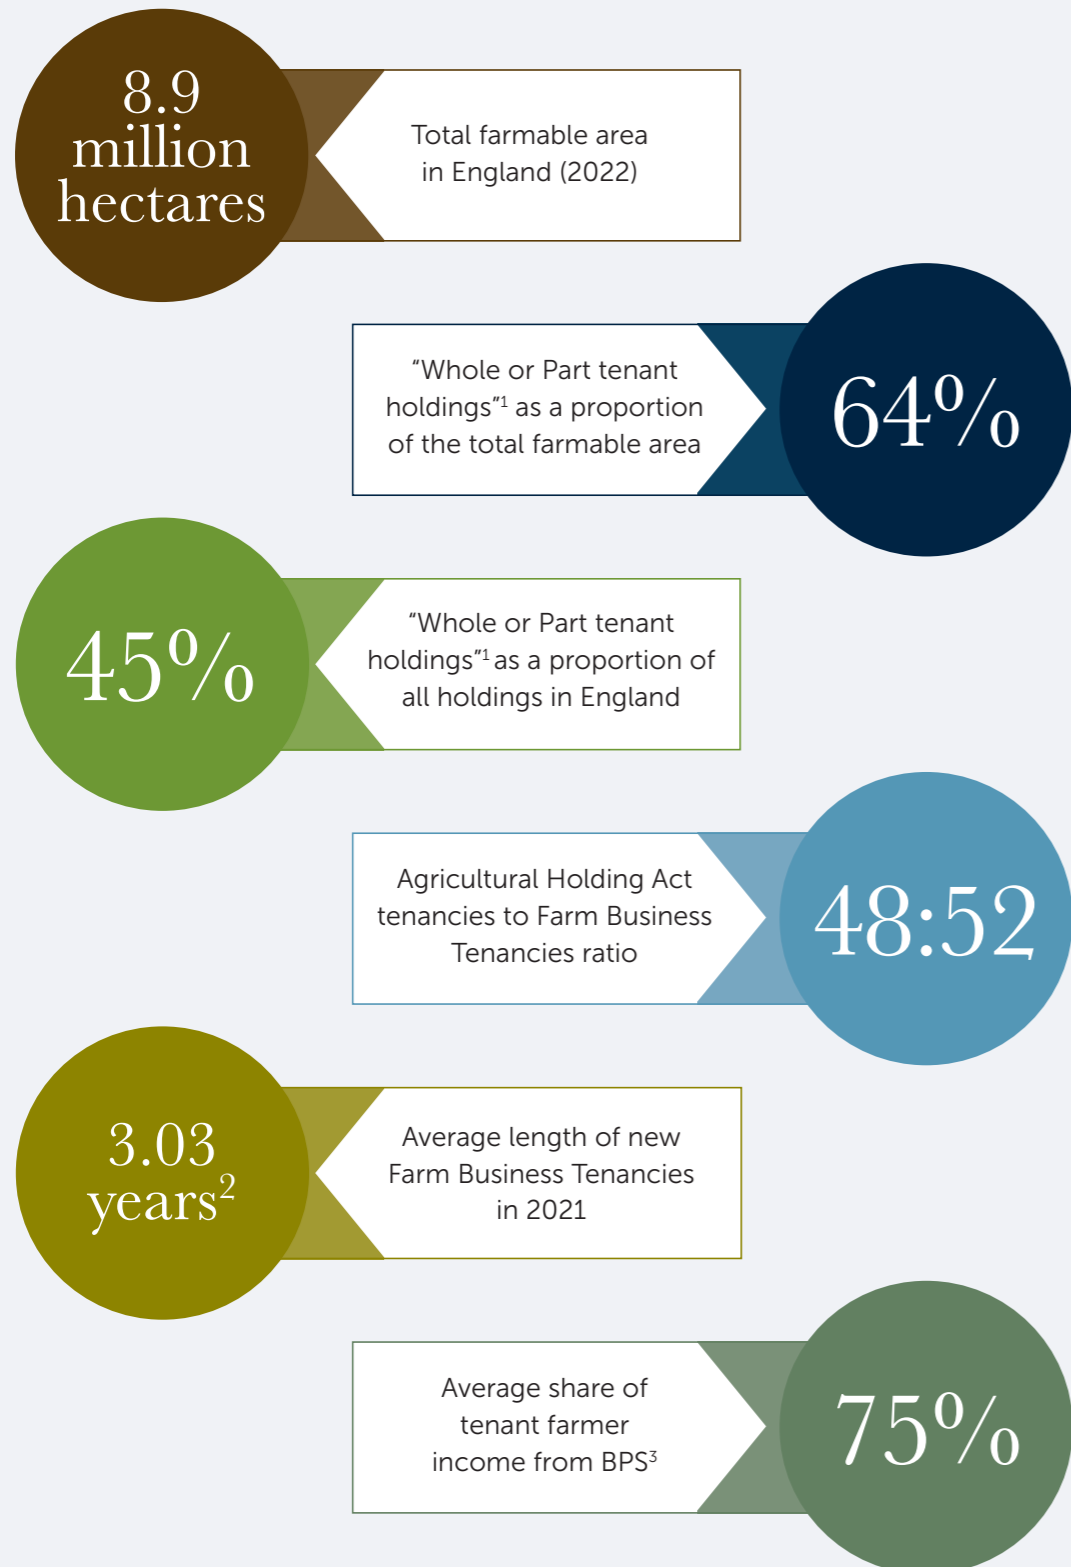 8.9
million
hectares
Total farmable area
in England (2022)
“Whole or Part tenant
holdings”¹ as a proportion
of the total farmable area
64%
45%
“Whole or Part tenant
holdings”¹ as a proportion of
all holdings in England
Agricultural Holding Act
tenancies to Farm Business
Tenancies ratio
48:52
3.03
years²
Average length of new
Farm Business Tenancies
in 2021
Average share of
tenant farmer
income from BPS³
75%